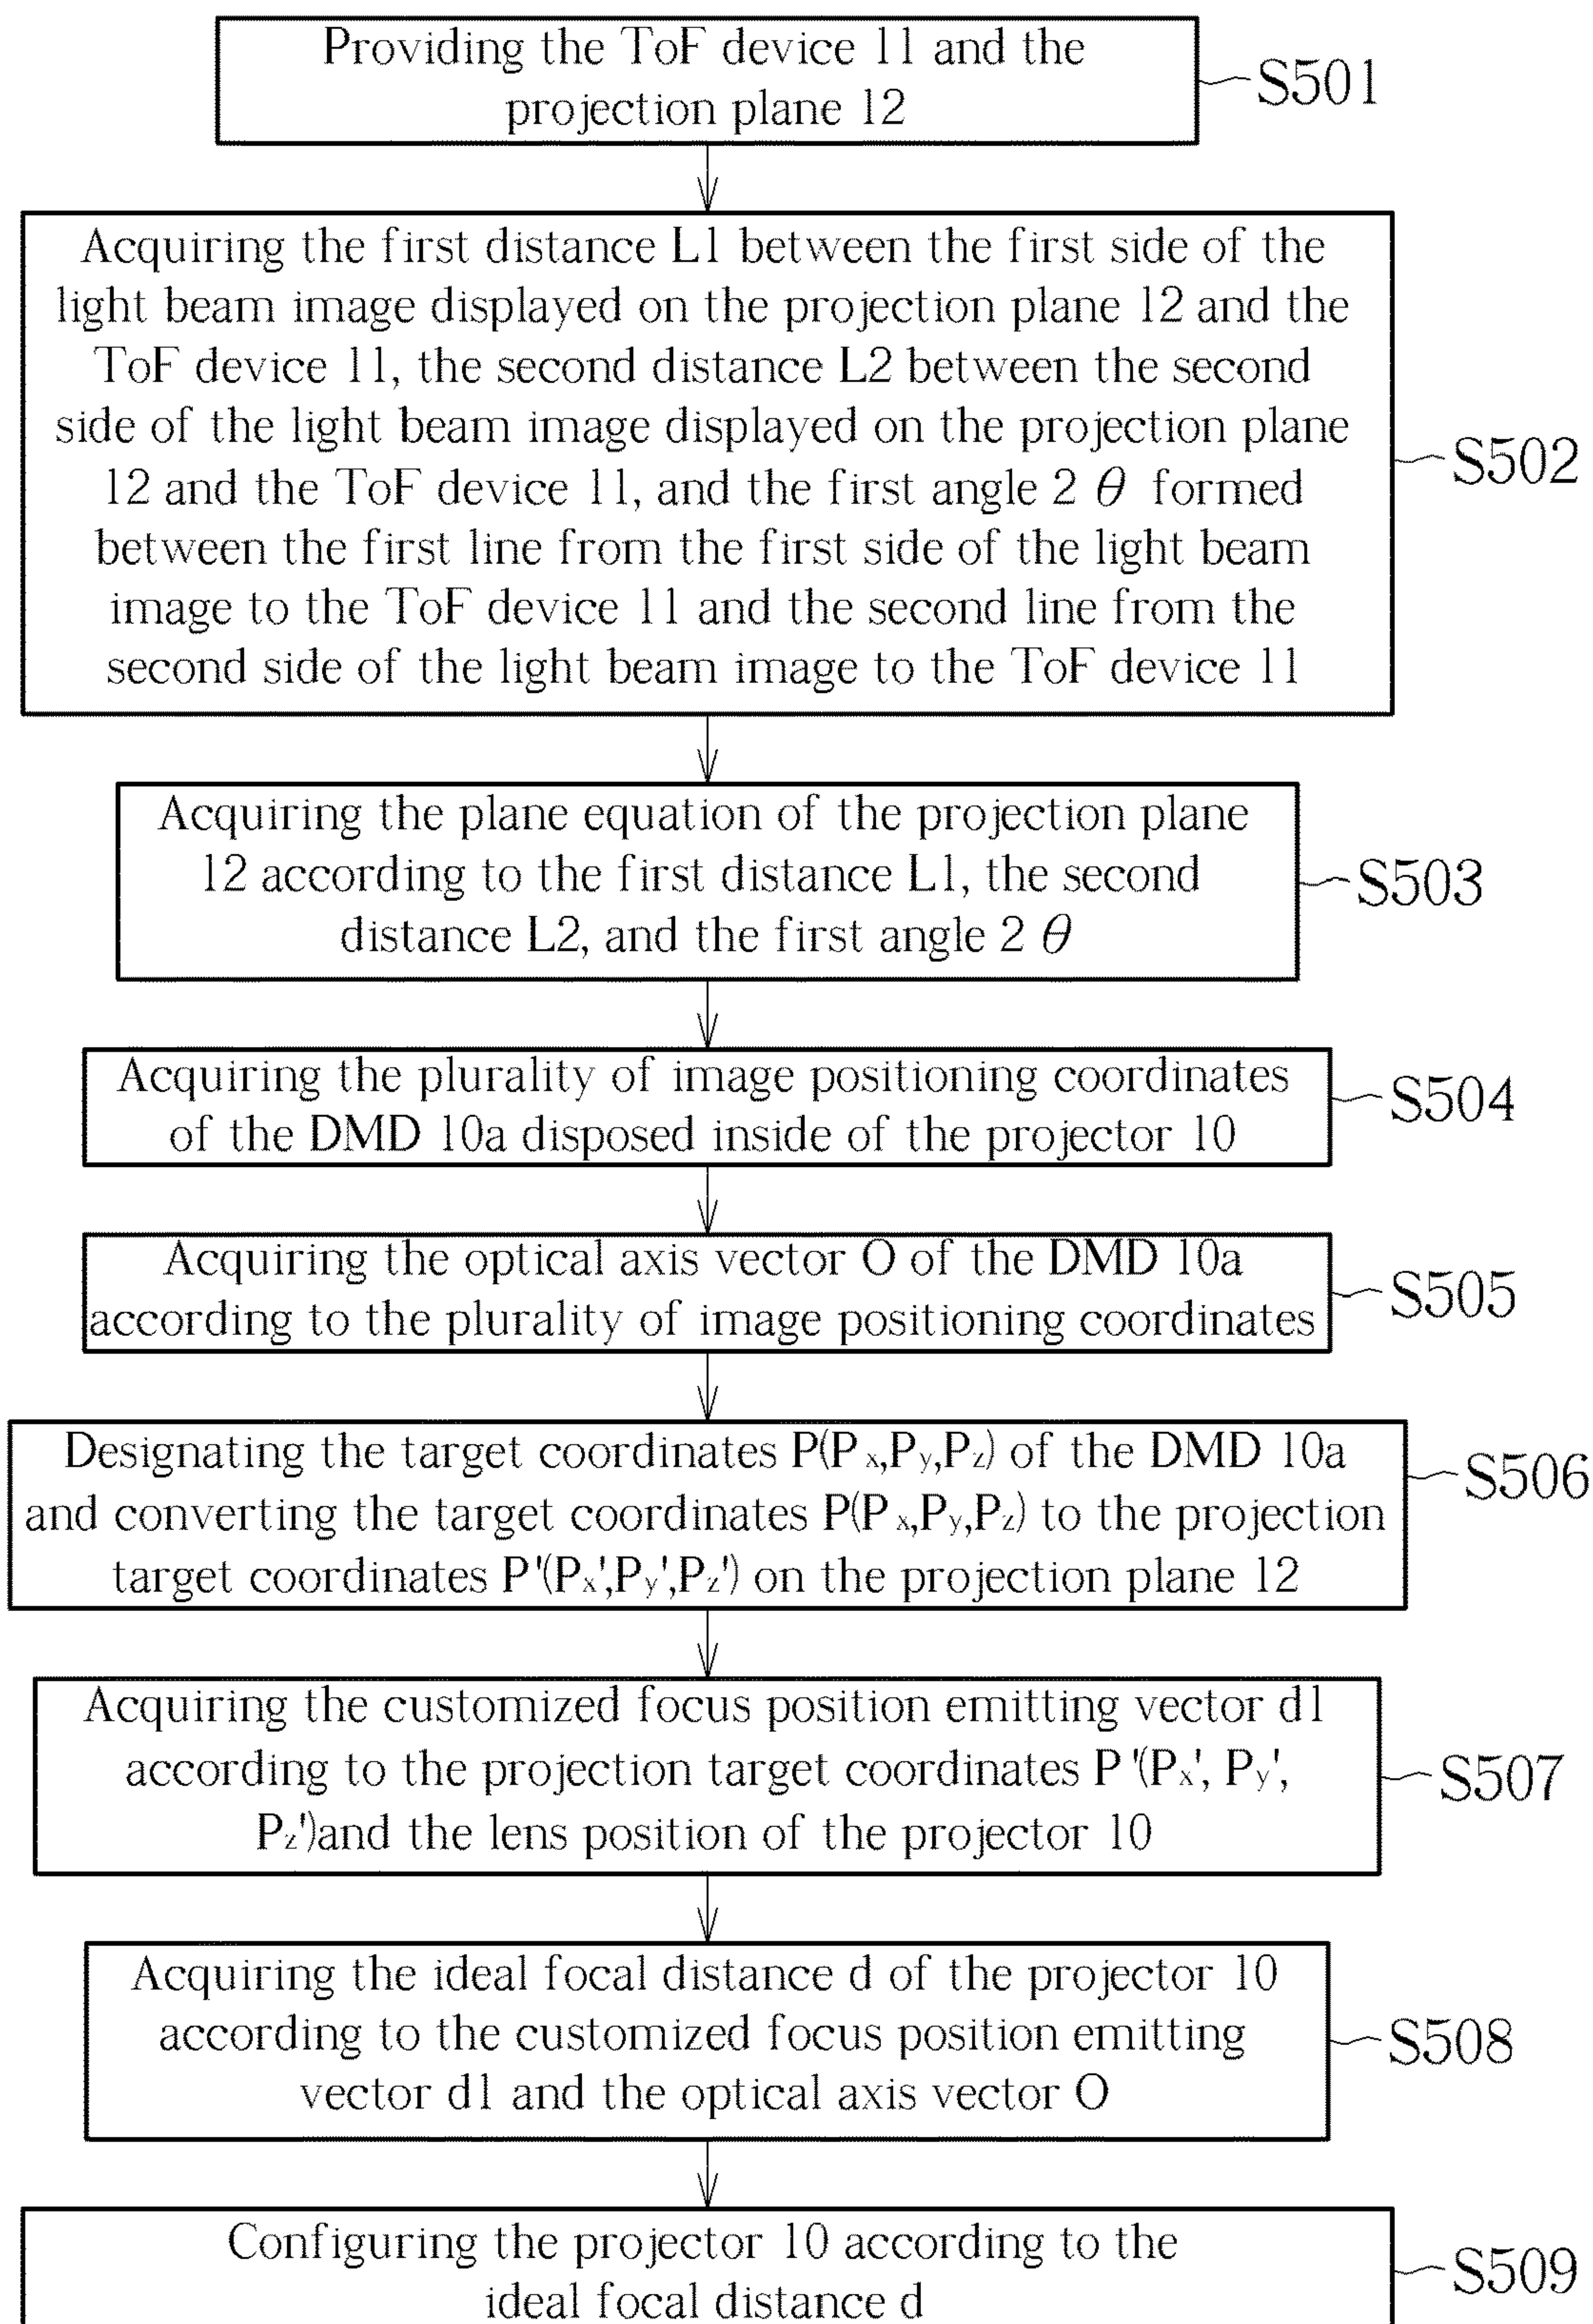 Providing the ToF device 11 and the
projection plane 12
S501
Acquiring the first distance L1 between the first side of the
light beam image displayed on the projection plane 12 and the
ToF device 11, the second distance L2 between the second
side of the light beam image displayed on the projection plane
12 and the ToF device 11, and the first angle 2 θ formed
between the first line from the first side of the light beam
image to the ToF device 11 and the second line from the
second side of the light beam image to the ToF device 11
S502
Acquiring the plane equation of the projection plane
12 according to the first distance L1, the second
distance L2, and the first angle 2 θ
S503
Acquiring the plurality of image positioning coordinates
of the DMD 10a disposed inside of the projector 10
S504
Acquiring the optical axis vector O of the DMD 10a
according to the plurality of image positioning coordinates
S505
Designating the target coordinates P(Px,Py,Pz) of the DMD 10a
and converting the target coordinates P(Px,Py,Pz) to the projection
target coordinates P'(Px',Py',Pz') on the projection plane 12
S506
Acquiring the customized focus position emitting vector d1
according to the projection target coordinates P'(Px', Py',
Pz')and the lens position of the projector 10
S507
Acquiring the ideal focal distance d of the projector 10
according to the customized focus position emitting
vector d1 and the optical axis vector O
S508
Configuring the projector 10 according to the
ideal focal distance d
S509